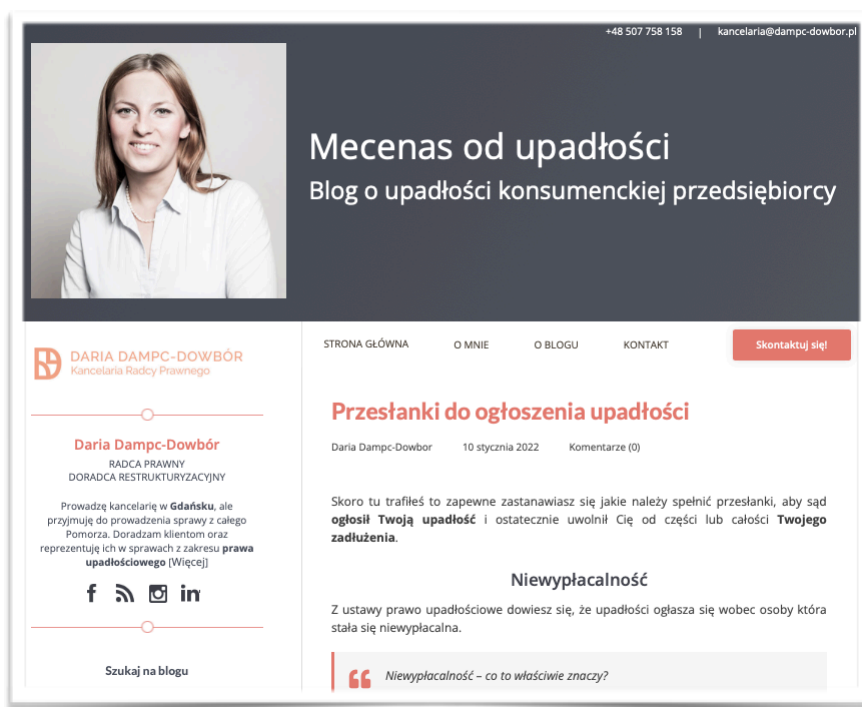 +48 507 758 158 | kancelaria@dampc-dowbor.pl
Mecenas od upadłości
Blog o upadłości konsumenckiej przedsiębiorcy
DARIA DAMPC-DOWBÓR
Kancelaria Radcy Prawnego
Daria Dampc-Dowbór
RADCA PRAWNY
DORADCA RESTRUKTURYZACYJNY
Prowadzę kancelarię w Gdańsku, ale
przyjmuję do prowadzenia sprawy z całego
Pomorza. Doradzam klientom oraz
reprezentuję ich w sprawach z zakresu prawa
upadłościowego [Więcej]
Szukaj na blogu
STRONA GŁÓWNA O MNIE O BLOGU KONTAKT Skontaktuj się!
Przesłanki do ogłoszenia upadłości
Daria Dampc-Dowbor 10 stycznia 2022 Komentarze (0)
Skoro tu trafiłeś to zapewne zastanawiasz się jakie należy spełnić przesłanki, aby sąd
ogłosił Twoją upadłość i ostatecznie uwolnił Cię od części lub całości Twojego
zadłużenia.
Niewypłacalność
Z ustawy prawo upadłościowe dowiesz się, że upadłości ogłasza się wobec osoby która
stała się niewypłacalna.
Niewypłacalność – co to właściwie znaczy?